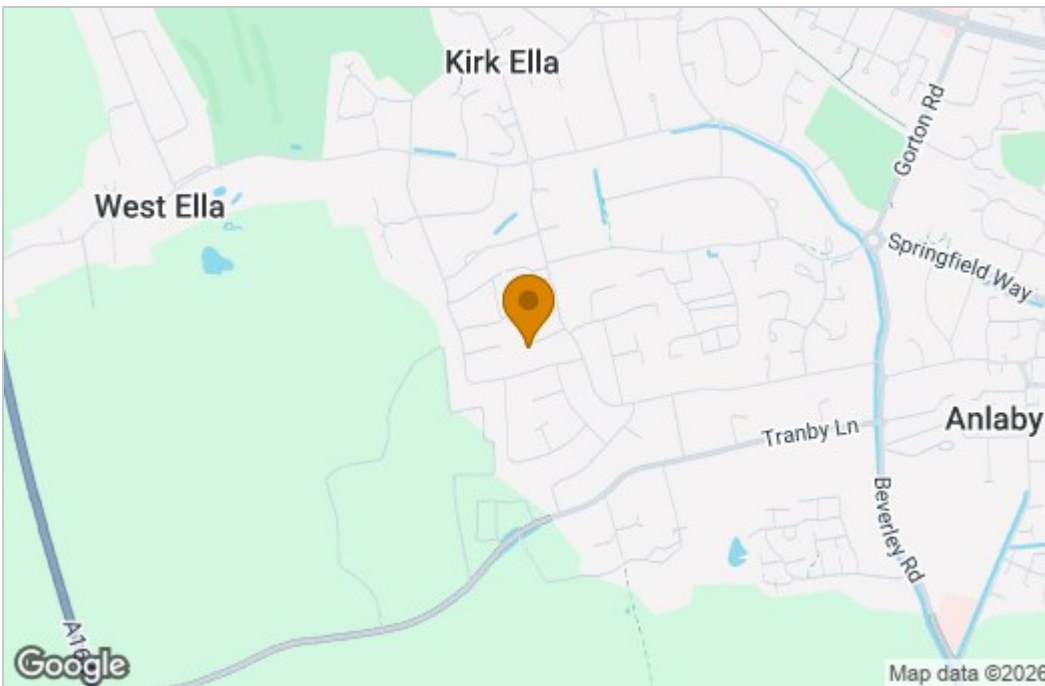 Kirk Ella
Gorton Rd
West Ella
Springfield Way
Anlaby
Tranby Ln
Beverley Rd
Google
Map data ©2026